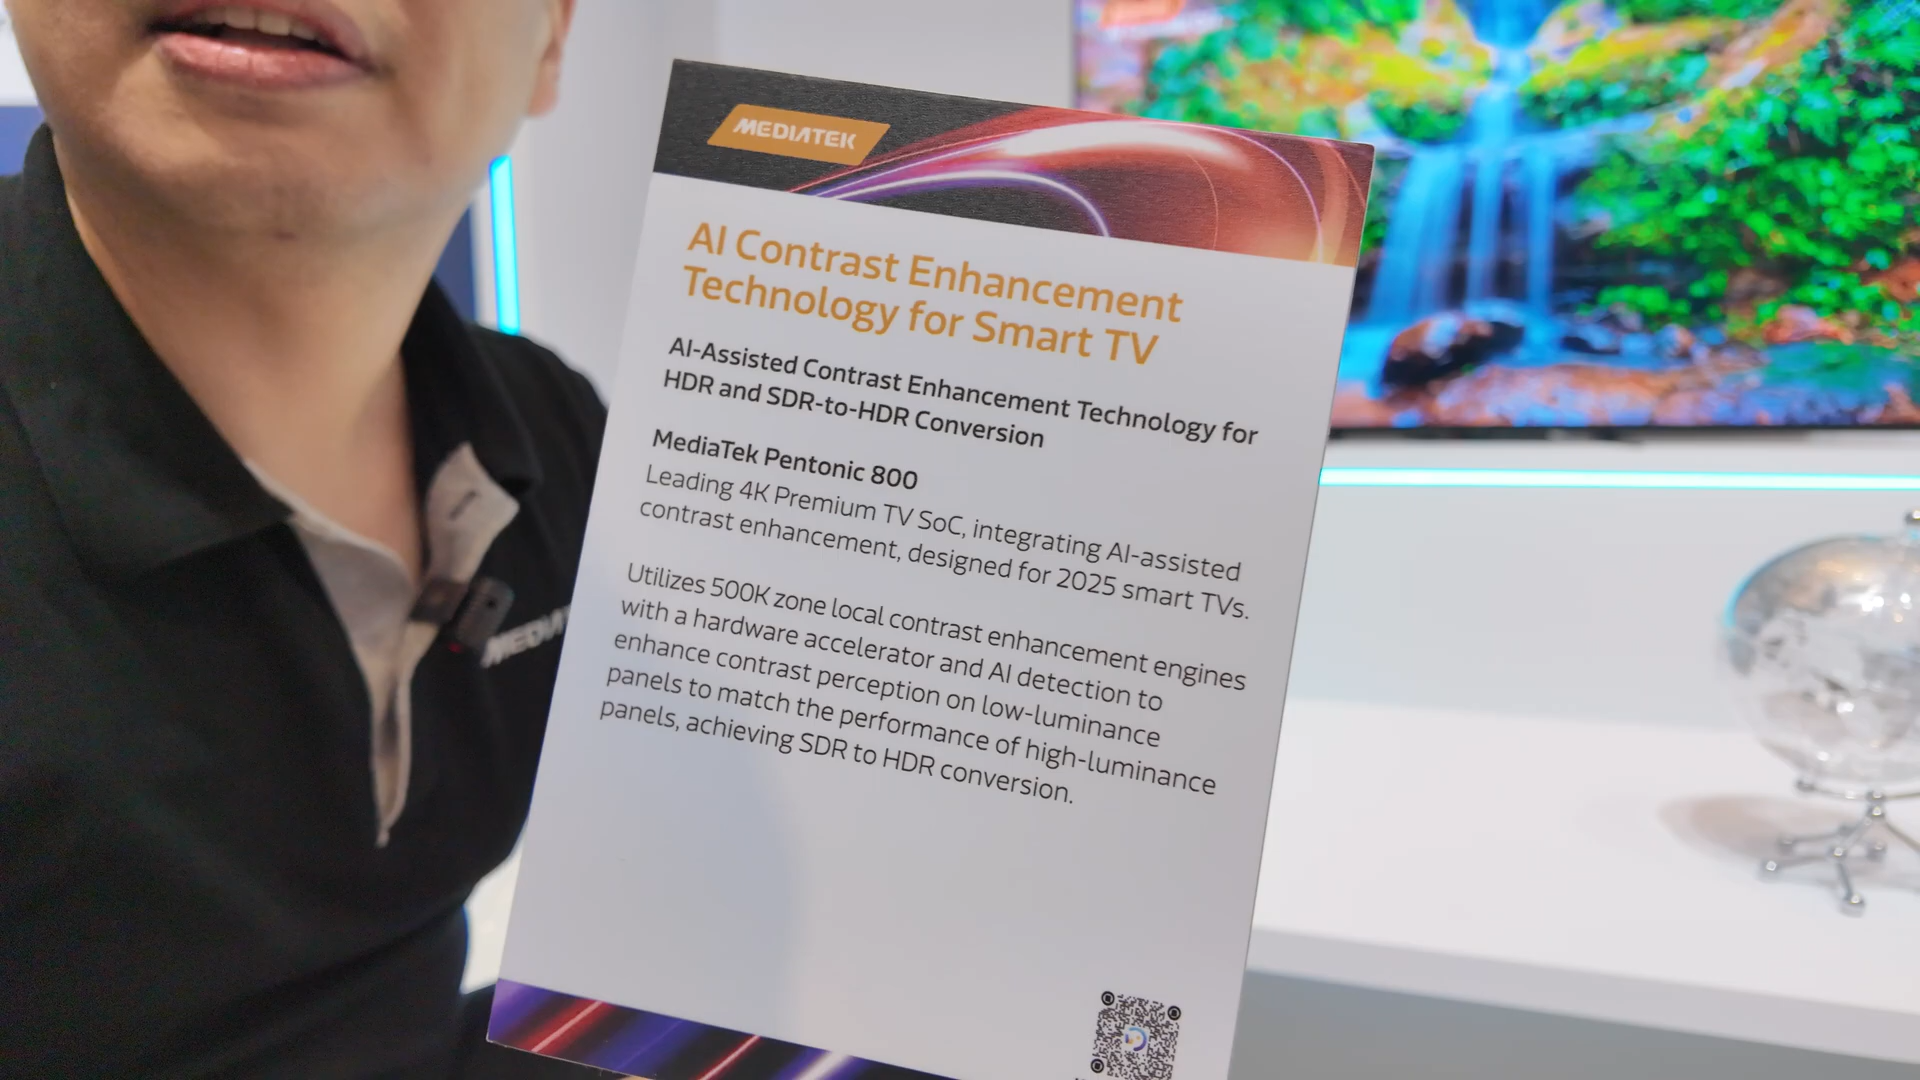 MEDIATEK
AI Contrast Enhancement
Technology for Smart TV
AI-Assisted Contrast Enhancement Technology for
HDR and SDR-to-HDR Conversion
MediaTek Pentonic 800
Leading 4K Premium TV SoC, integrating AI-assisted
contrast enhancement, designed for 2025 smart TVs.
Utilizes 500K zone local contrast enhancement engines
with a hardware accelerator and AI detection to
enhance contrast perception on low-luminance
panels to match the performance of high-luminance
panels, achieving SDR to HDR conversion.